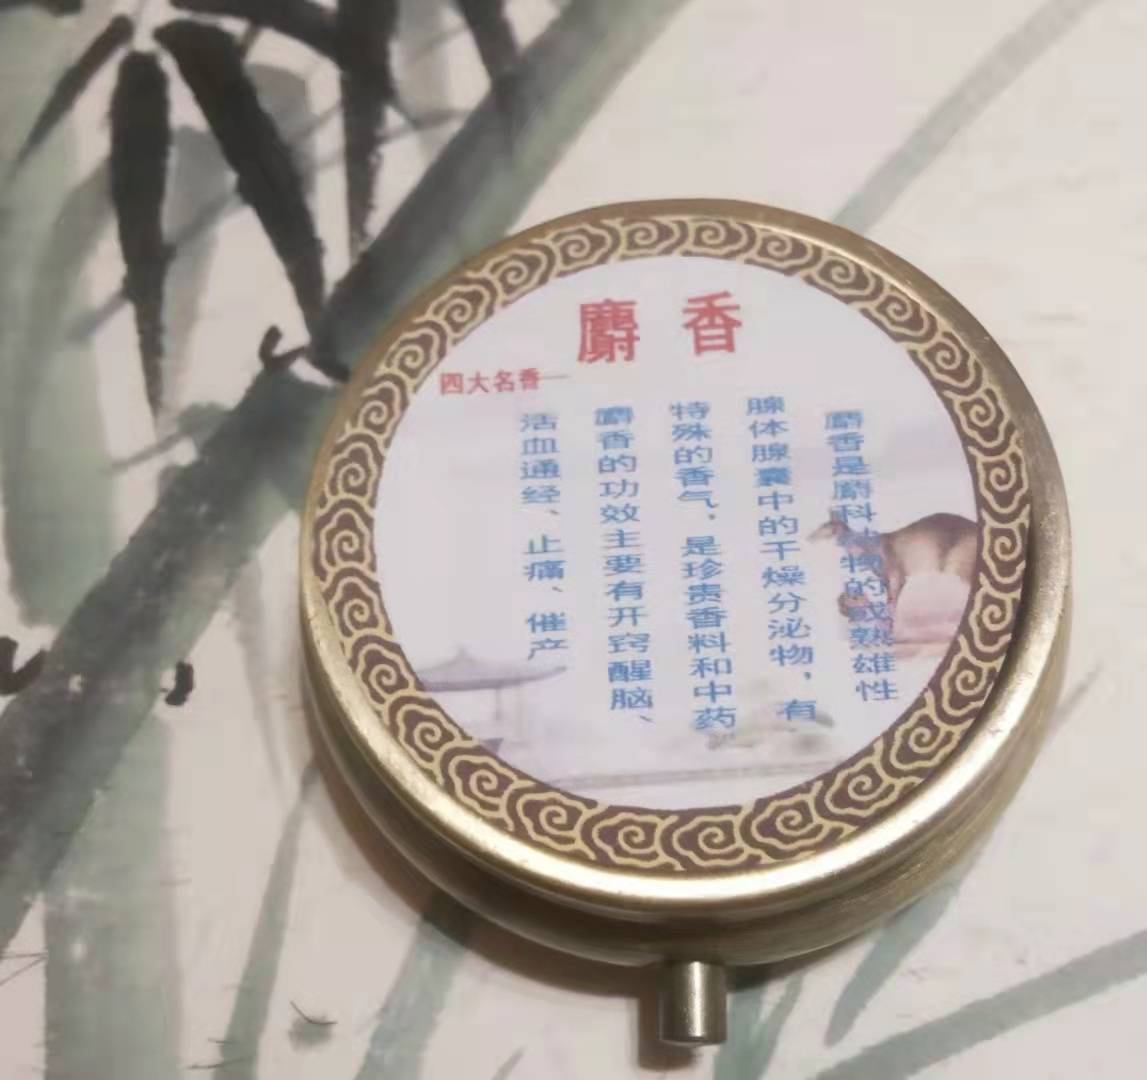 麝香
四大名香
麝香是麝科动物的成熟雄性
腺体腺囊中的干燥分泌物，有
特殊的香气，是珍贵香料和中药
麝香的功效主要有开窍醒脑、
活血通经、止痛、催产。